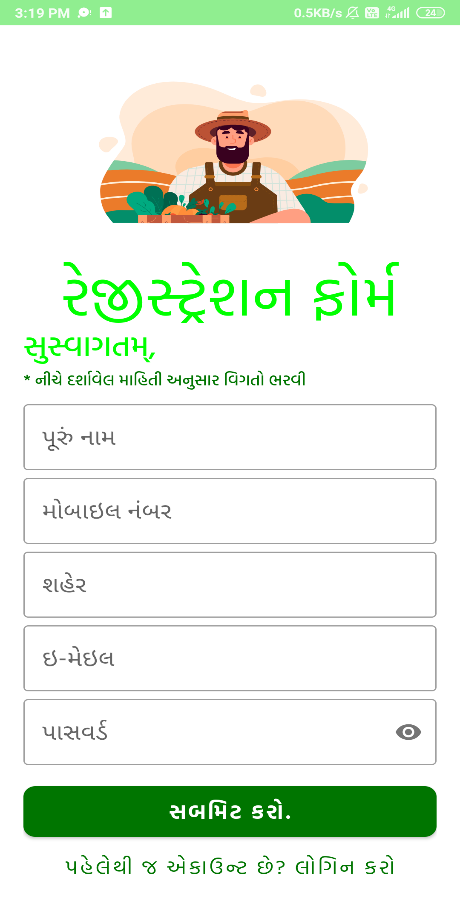 3:19 PM
0.5KB/s
4G
24
રેજીસ્ટ્રેશન ફોર્મ
સુસ્વાગતમ્,
* નીચે દર્શાવેલ માહિતી અનુસાર વિગતો ભરવી
પૂરું નામ
મોબાઇલ નંબર
શહેર
ઇ-મેઇલ
પાસવર્ડ
સબમિટ કરો.
પહેલેથી જ એકાઉન્ટ છે? લોગિન કરો